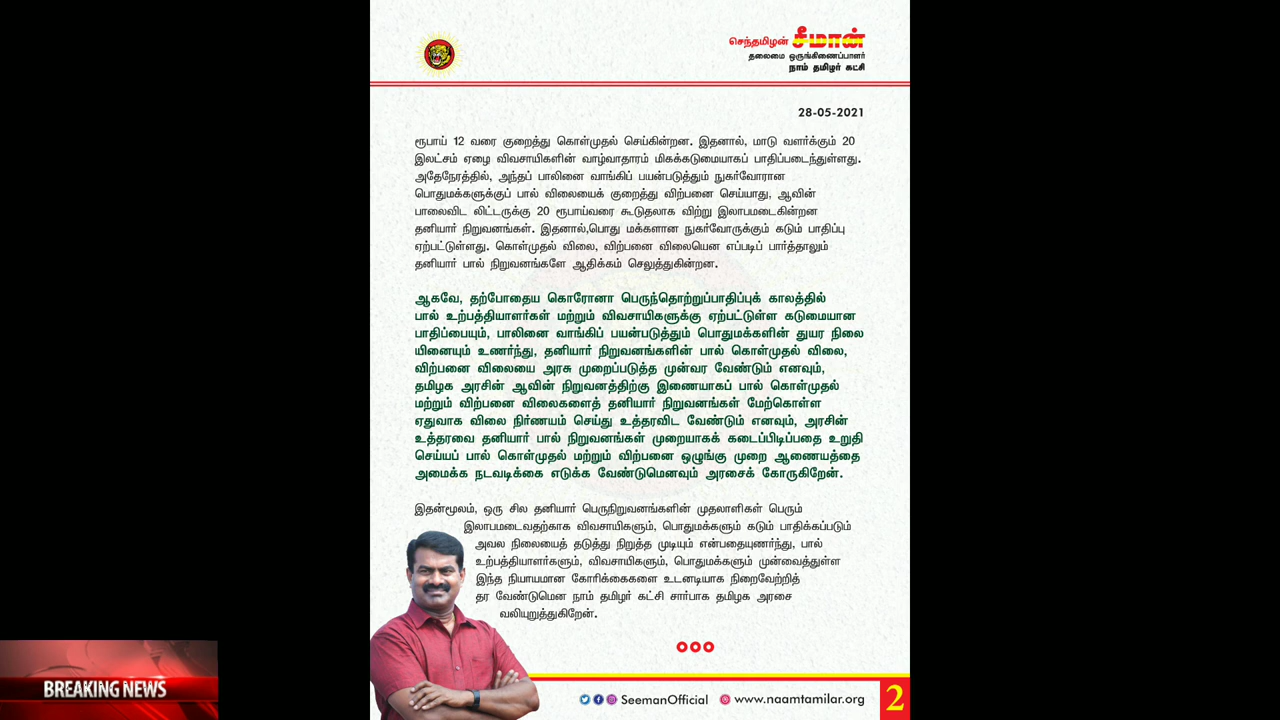 செந்தமிழன் சீமான்
தலைமை ஒருங்கிணைப்பாளர்
நாம் தமிழர் கட்சி
28-05-2021
ரூபாய் 12 வரை குறைத்து கொள்முதல் செய்கின்றன. இதனால், மாடு வளர்க்கும் 20
இலட்சம் ஏழை விவசாயிகளின் வாழ்வாதாரம் மிகக்கடுமையாகப் பாதிப்படைந்துள்ளது.
அதேநேரத்தில், அந்தப் பாலினை வாங்கிப் பயன்படுத்தும் நுகர்வோரான
பொதுமக்களுக்குப் பால் விலையைக் குறைத்து விற்பனை செய்யாது, ஆவின்
பாலைவிட லிட்டருக்கு 20 ரூபாய்வரை கூடுதலாக விற்று இலாபமடைகின்றன
தனியார் நிறுவனங்கள். இதனால்,பொது மக்களான நுகர்வோருக்கும் கடும் பாதிப்பு
ஏற்பட்டுள்ளது. கொள்முதல் விலை, விற்பனை விலையென எப்படிப் பார்த்தாலும்
தனியார் பால் நிறுவனங்களே ஆதிக்கம் செலுத்துகின்றன.
ஆகவே, தற்போதைய கொரோனா பெருந்தொற்றுப்பாதிப்புக் காலத்தில்
பால் உற்பத்தியாளர்கள் மற்றும் விவசாயிகளுக்கு ஏற்பட்டுள்ள கடுமையான
பாதிப்பையும், பாலினை வாங்கிப் பயன்படுத்தும் பொதுமக்களின் துயர நிலை
யினையும் உணர்ந்து, தனியார் நிறுவனங்களின் பால் கொள்முதல் விலை,
விற்பனை விலையை அரசு முறைப்படுத்த முன்வர வேண்டும் எனவும்,
தமிழக அரசின் ஆவின் நிறுவனத்திற்கு இணையாகப் பால் கொள்முதல்
மற்றும் விற்பனை விலைகளைத் தனியார் நிறுவனங்கள் மேற்கொள்ள
ஏதுவாக விலை நிர்ணயம் செய்து உத்தரவிட வேண்டும் எனவும், அரசின்
உத்தரவை தனியார் பால் நிறுவனங்கள் முறையாகக் கடைப்பிடிப்பதை உறுதி
செய்யப் பால் கொள்முதல் மற்றும் விற்பனை ஒழுங்கு முறை ஆணையத்தை
அமைக்க நடவடிக்கை எடுக்க வேண்டுமெனவும் அரசைக் கோருகிறேன்.
இதன்மூலம், ஒரு சில தனியார் பெருநிறுவனங்களின் முதலாளிகள் பெரும்
இலாபமடைவதற்காக விவசாயிகளும், பொதுமக்களும் கடும் பாதிக்கப்படும்
அவல நிலையைத் தடுத்து நிறுத்த முடியும் என்பதையுணர்ந்து, பால்
உற்பத்தியாளர்களும், விவசாயிகளும், பொதுமக்களும் முன்வைத்துள்ள
இந்த நியாயமான கோரிக்கைகளை உடனடியாக நிறைவேற்றித்
தர வேண்டுமென நாம் தமிழர் கட்சி சார்பாக தமிழக அரசை
வலியுறுத்துகிறேன்.
BREAKING NEWS
SeemanOfficial www.naamtamilar.org 2